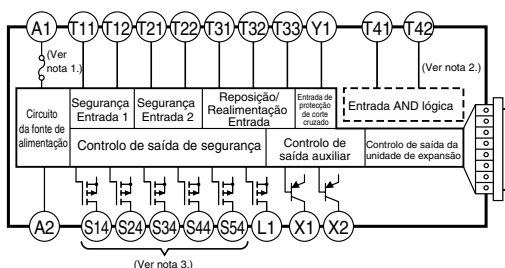 A1 T11 T12 T21 T22 T31 T32 T33 Y1 T41 T42
(Ver
nota 1.)
(Ver nota 2.)
Circuito
da fonte de
alimentação
Segurança
Entrada 1
Segurança
Entrada 2
Reposição/
Realimentação
Entrada
Entrada de
protecção
de corte
cruzado
Entrada AND lógica
Controlo de saída de segurança
Controlo de
saída auxiliar
Controlo de saída da
unidade de expansão
A2 S14 S24 S34 S44 S54 L1 X1 X2
(Ver nota 3.)